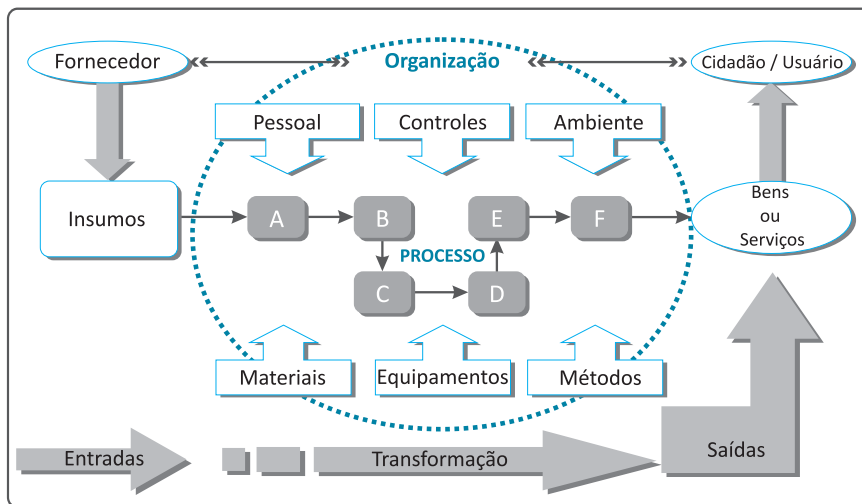 Fornecedor
Organização
Cidadão / Usuário
Pessoal
Controles
Ambiente
Insumos
A
B
E
F
Bens
ou
Serviços
PROCESSO
C
D
Materiais
Equipamentos
Métodos
Entradas
Transformação
Saídas